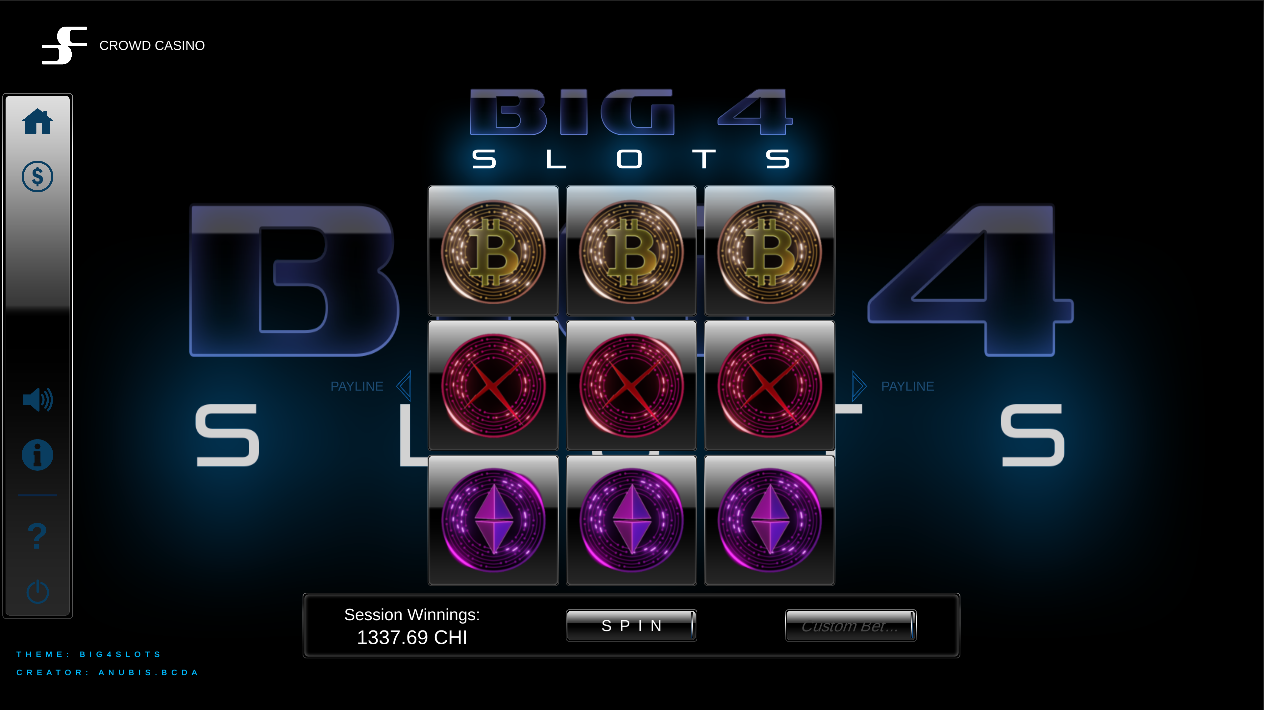 CROWD CASINO
BIG 4
SLOTS
B 4
PAYLINE
PAYLINE
S L T S
Session Winnings:
1337.69 CHI
SPIN
Custom Bet...
THEME: BIG4SLOTS
CREATOR: ANUBIS.BCDA